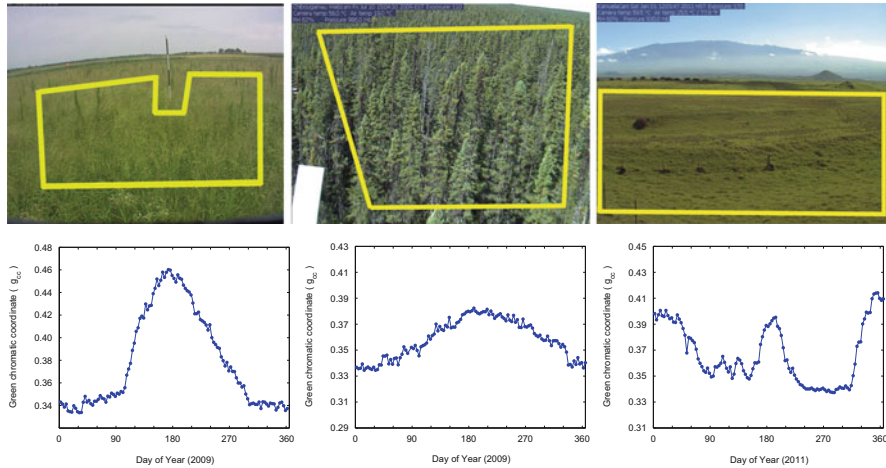 0.48
0.46
0.44
0.42
0.40
0.38
0.36
0.34
Green chromatic coordinate ( gcc )
0 90 180 270 360
Day of Year (2009)
0.43
0.41
0.39
0.37
0.35
0.33
0.31
0.29
Green chromatic coordinate ( gcc )
0 90 180 270 360
Day of Year (2009)
0.45
0.43
0.41
0.39
0.37
0.35
0.33
0.31
Green chromatic coordinate ( gcc )
0 90 180 270 360
Day of Year (2011)